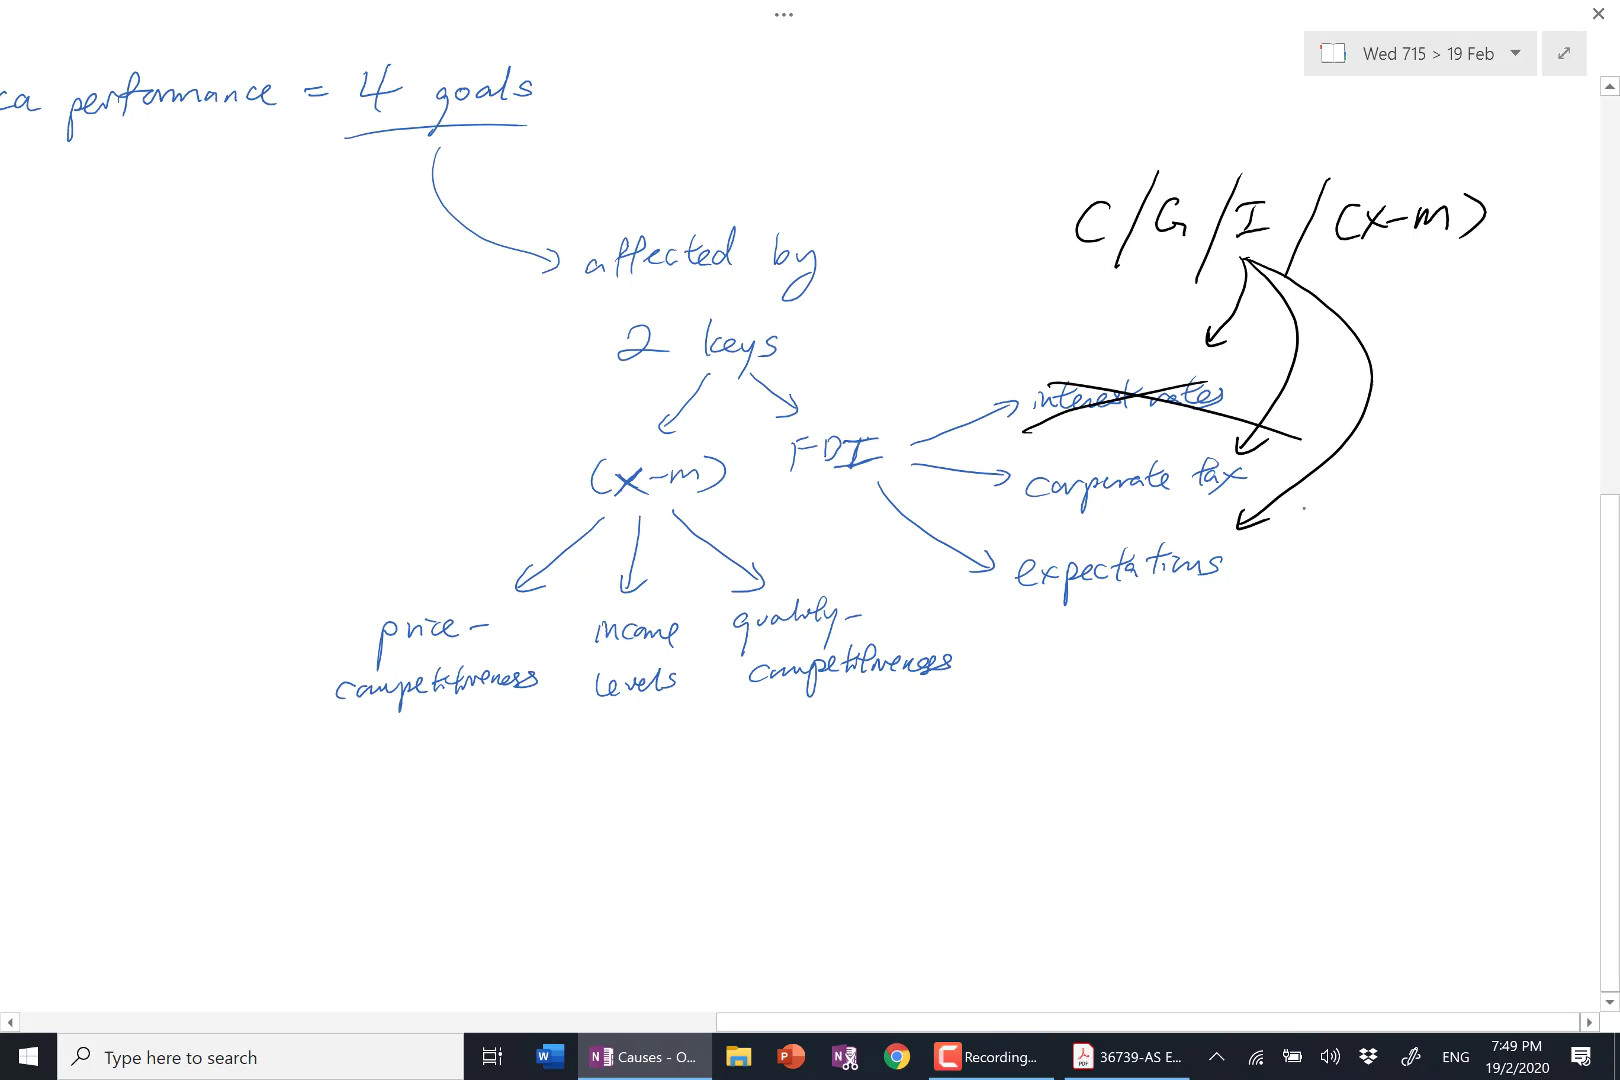 Wed 715 > 19 Feb
ca performance = 4 goals
C/G/I/(X-m)
affected by
2 keys
(X-m)
FDI
interest rates
corporate tax
expectations
price-
competitiveness
income
levels
quality-
competitiveness
Type here to search
Causes - O...
Recording...
36739-AS E...
ENG
7:49 PM
19/2/2020